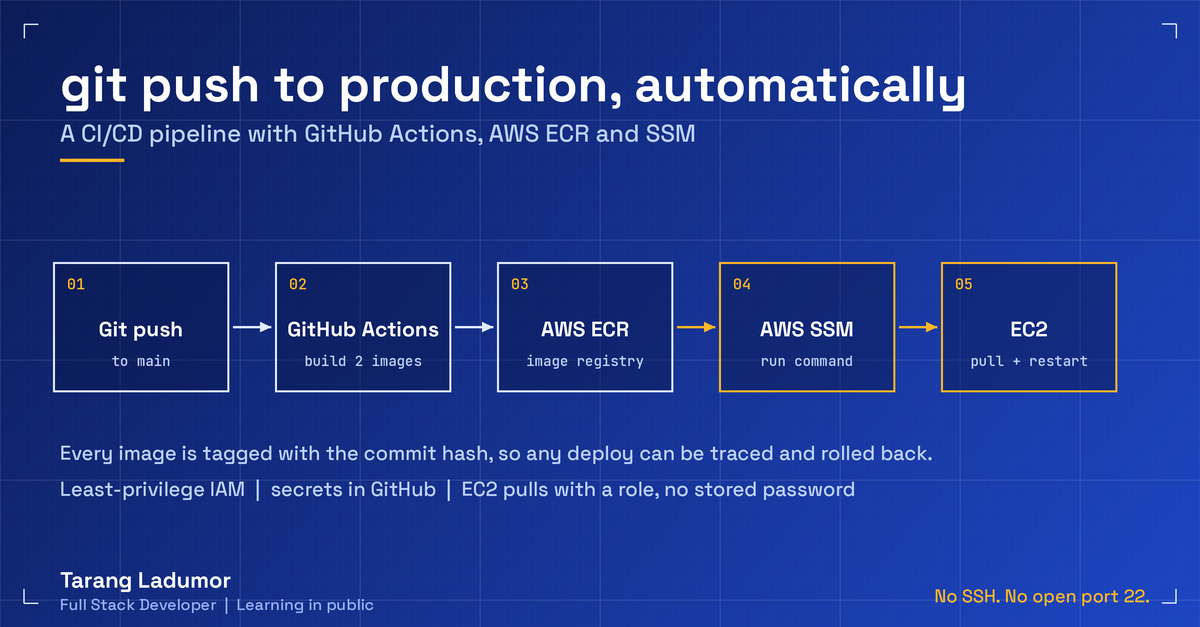 git push to production, automatically
A CI/CD pipeline with GitHub Actions, AWS ECR and SSM
01
Git push
to main
02
GitHub Actions
build 2 images
03
AWS ECR
image registry
04
AWS SSM
run command
05
EC2
pull + restart
Every image is tagged with the commit hash, so any deploy can be traced and rolled back.
Least-privilege IAM | secrets in GitHub | EC2 pulls with a role, no stored password
Tarang Ladumor
Full Stack Developer | Learning in public
No SSH. No open port 22.